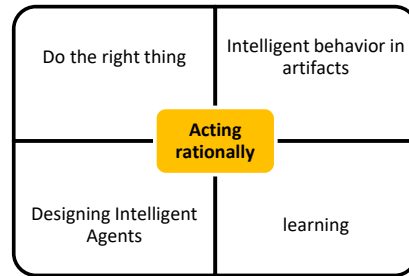 Do the right thing
Intelligent behavior in
artifacts
Acting
rationally
Designing Intelligent
Agents
learning